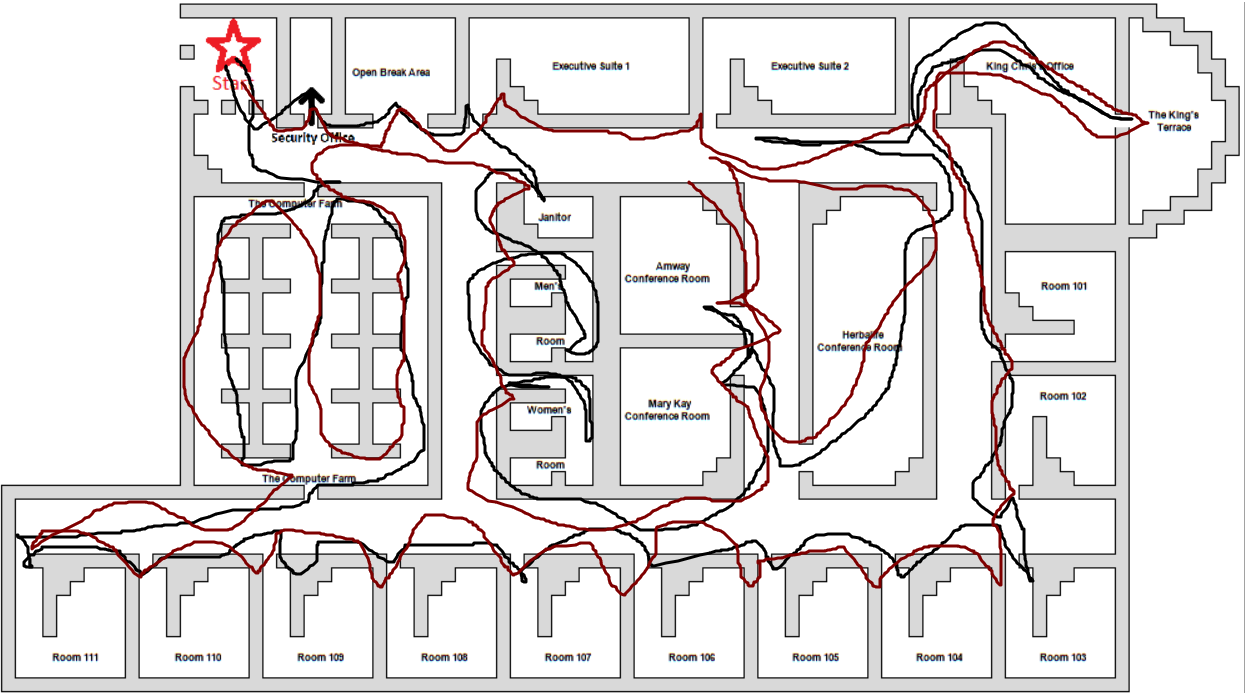 Start
Security Office
Open Break Area
Executive Suite 1
Executive Suite 2
King Chris's Office
The King's
Terrace
The Computer Farm
Janitor
Men's
Room
Women's
Room
Amway
Conference Room
Mary Kay
Conference Room
Herbalife
Conference Room
Room 101
Room 102
The Computer Farm
Room 111
Room 110
Room 109
Room 108
Room 107
Room 106
Room 105
Room 104
Room 103